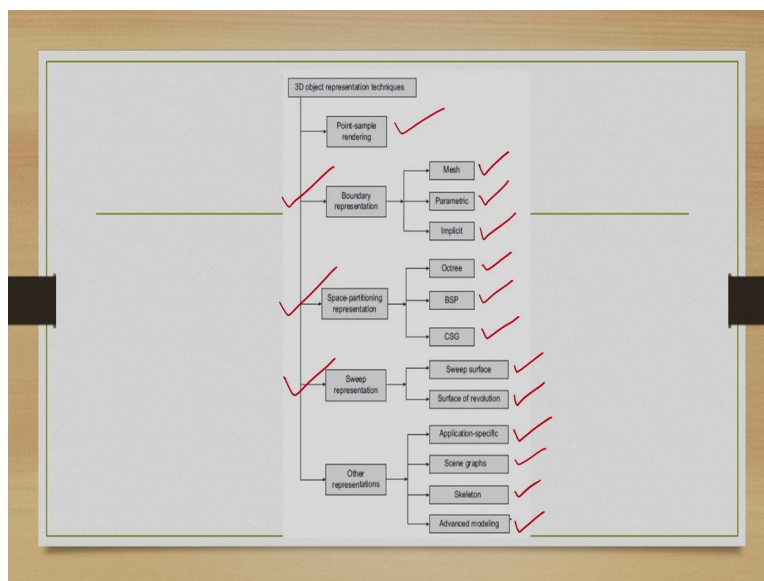 3D object representation techniques
Point-sample
rendering
Boundary
representation
Mesh
Parametric
Implicit
Space-partitioning
representation
Octree
BSP
CSG
Sweep
representation
Sweep surface
Surface of revolution
Other
representations
Application-specific
Scene graphs
Skeleton
Advanced modeling